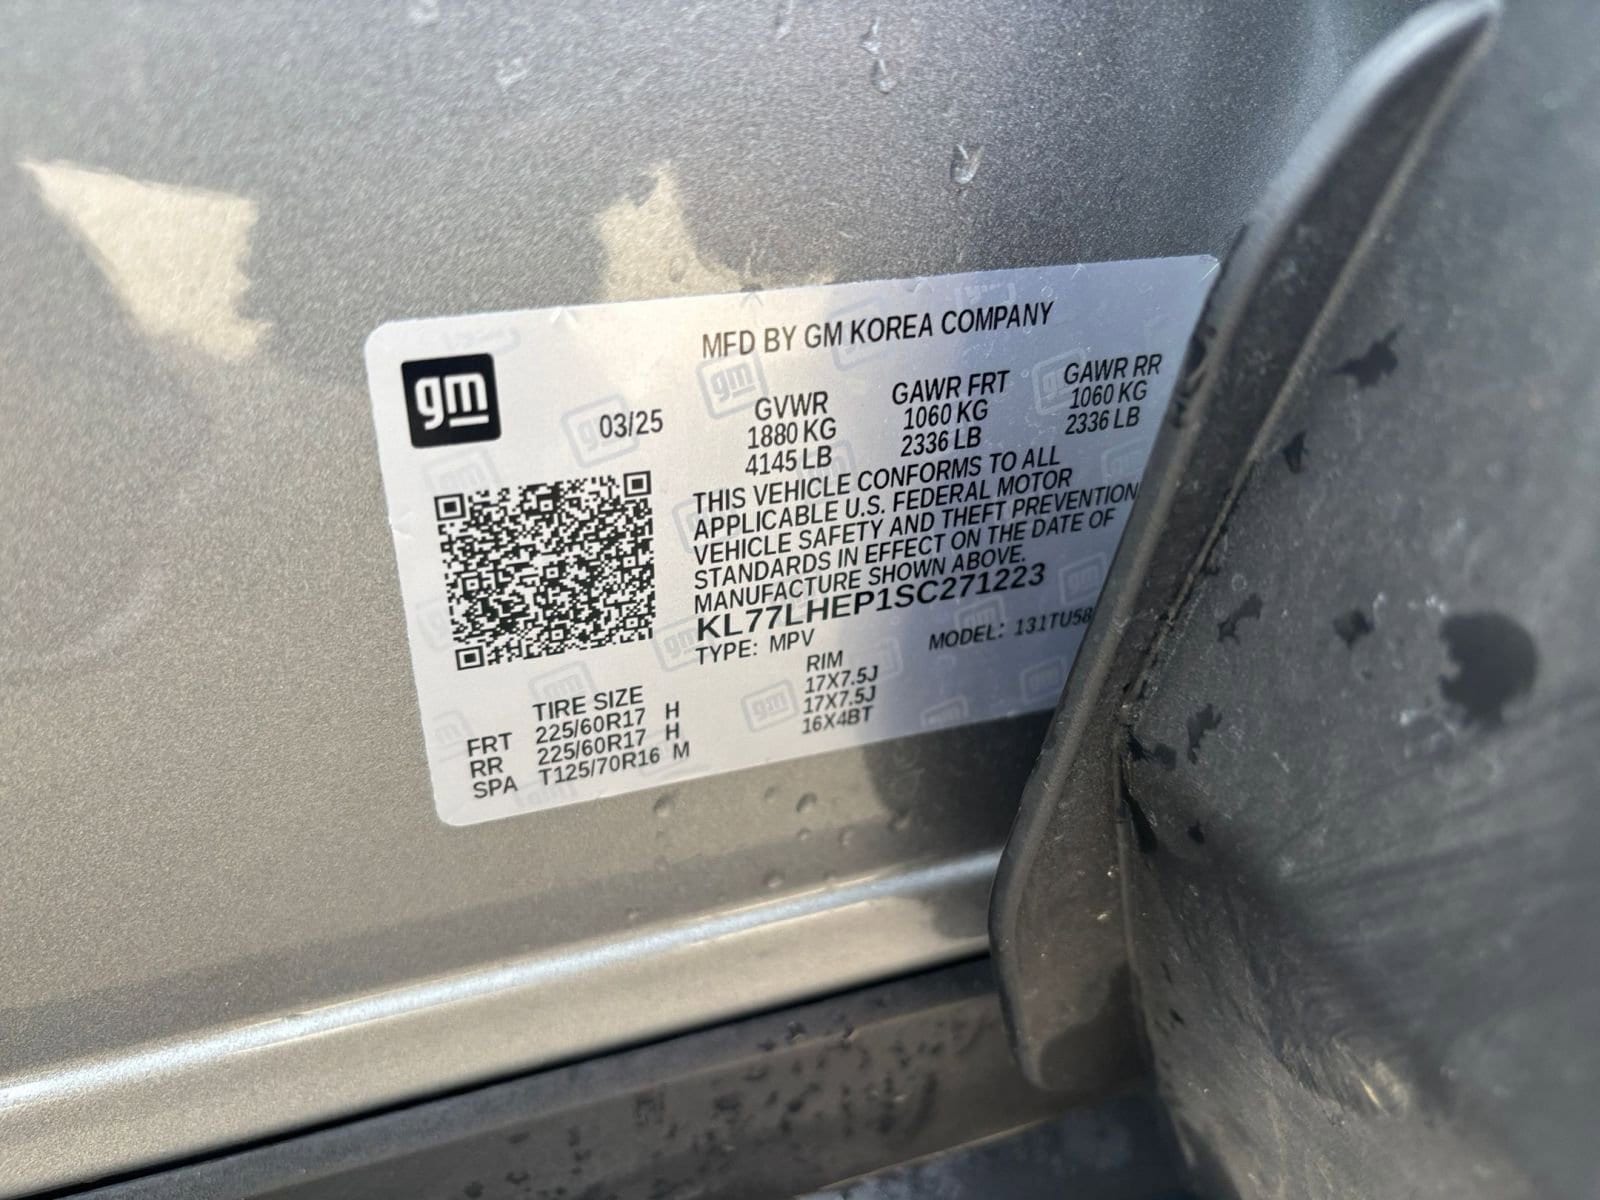 MFD BY GM KOREA COMPANY
gm
03/25
GVWR
1880 KG
4145 LB
GAWR FRT
1060 KG
2336 LB
GAWR RR
1060 KG
2336 LB
THIS VEHICLE CONFORMS TO ALL
APPLICABLE U.S. FEDERAL MOTOR
VEHICLE SAFETY AND THEFT PREVENTION
STANDARDS IN EFFECT ON THE DATE OF
MANUFACTURE SHOWN ABOVE.
KL77LHEP1SC271223
TYPE: MPV MODEL: 131TU58
TIRE SIZE RIM
FRT 225/60R17 H 17X7.5J
RR 225/60R17 H 17X7.5J
SPA T125/70R16 M 16X4BT